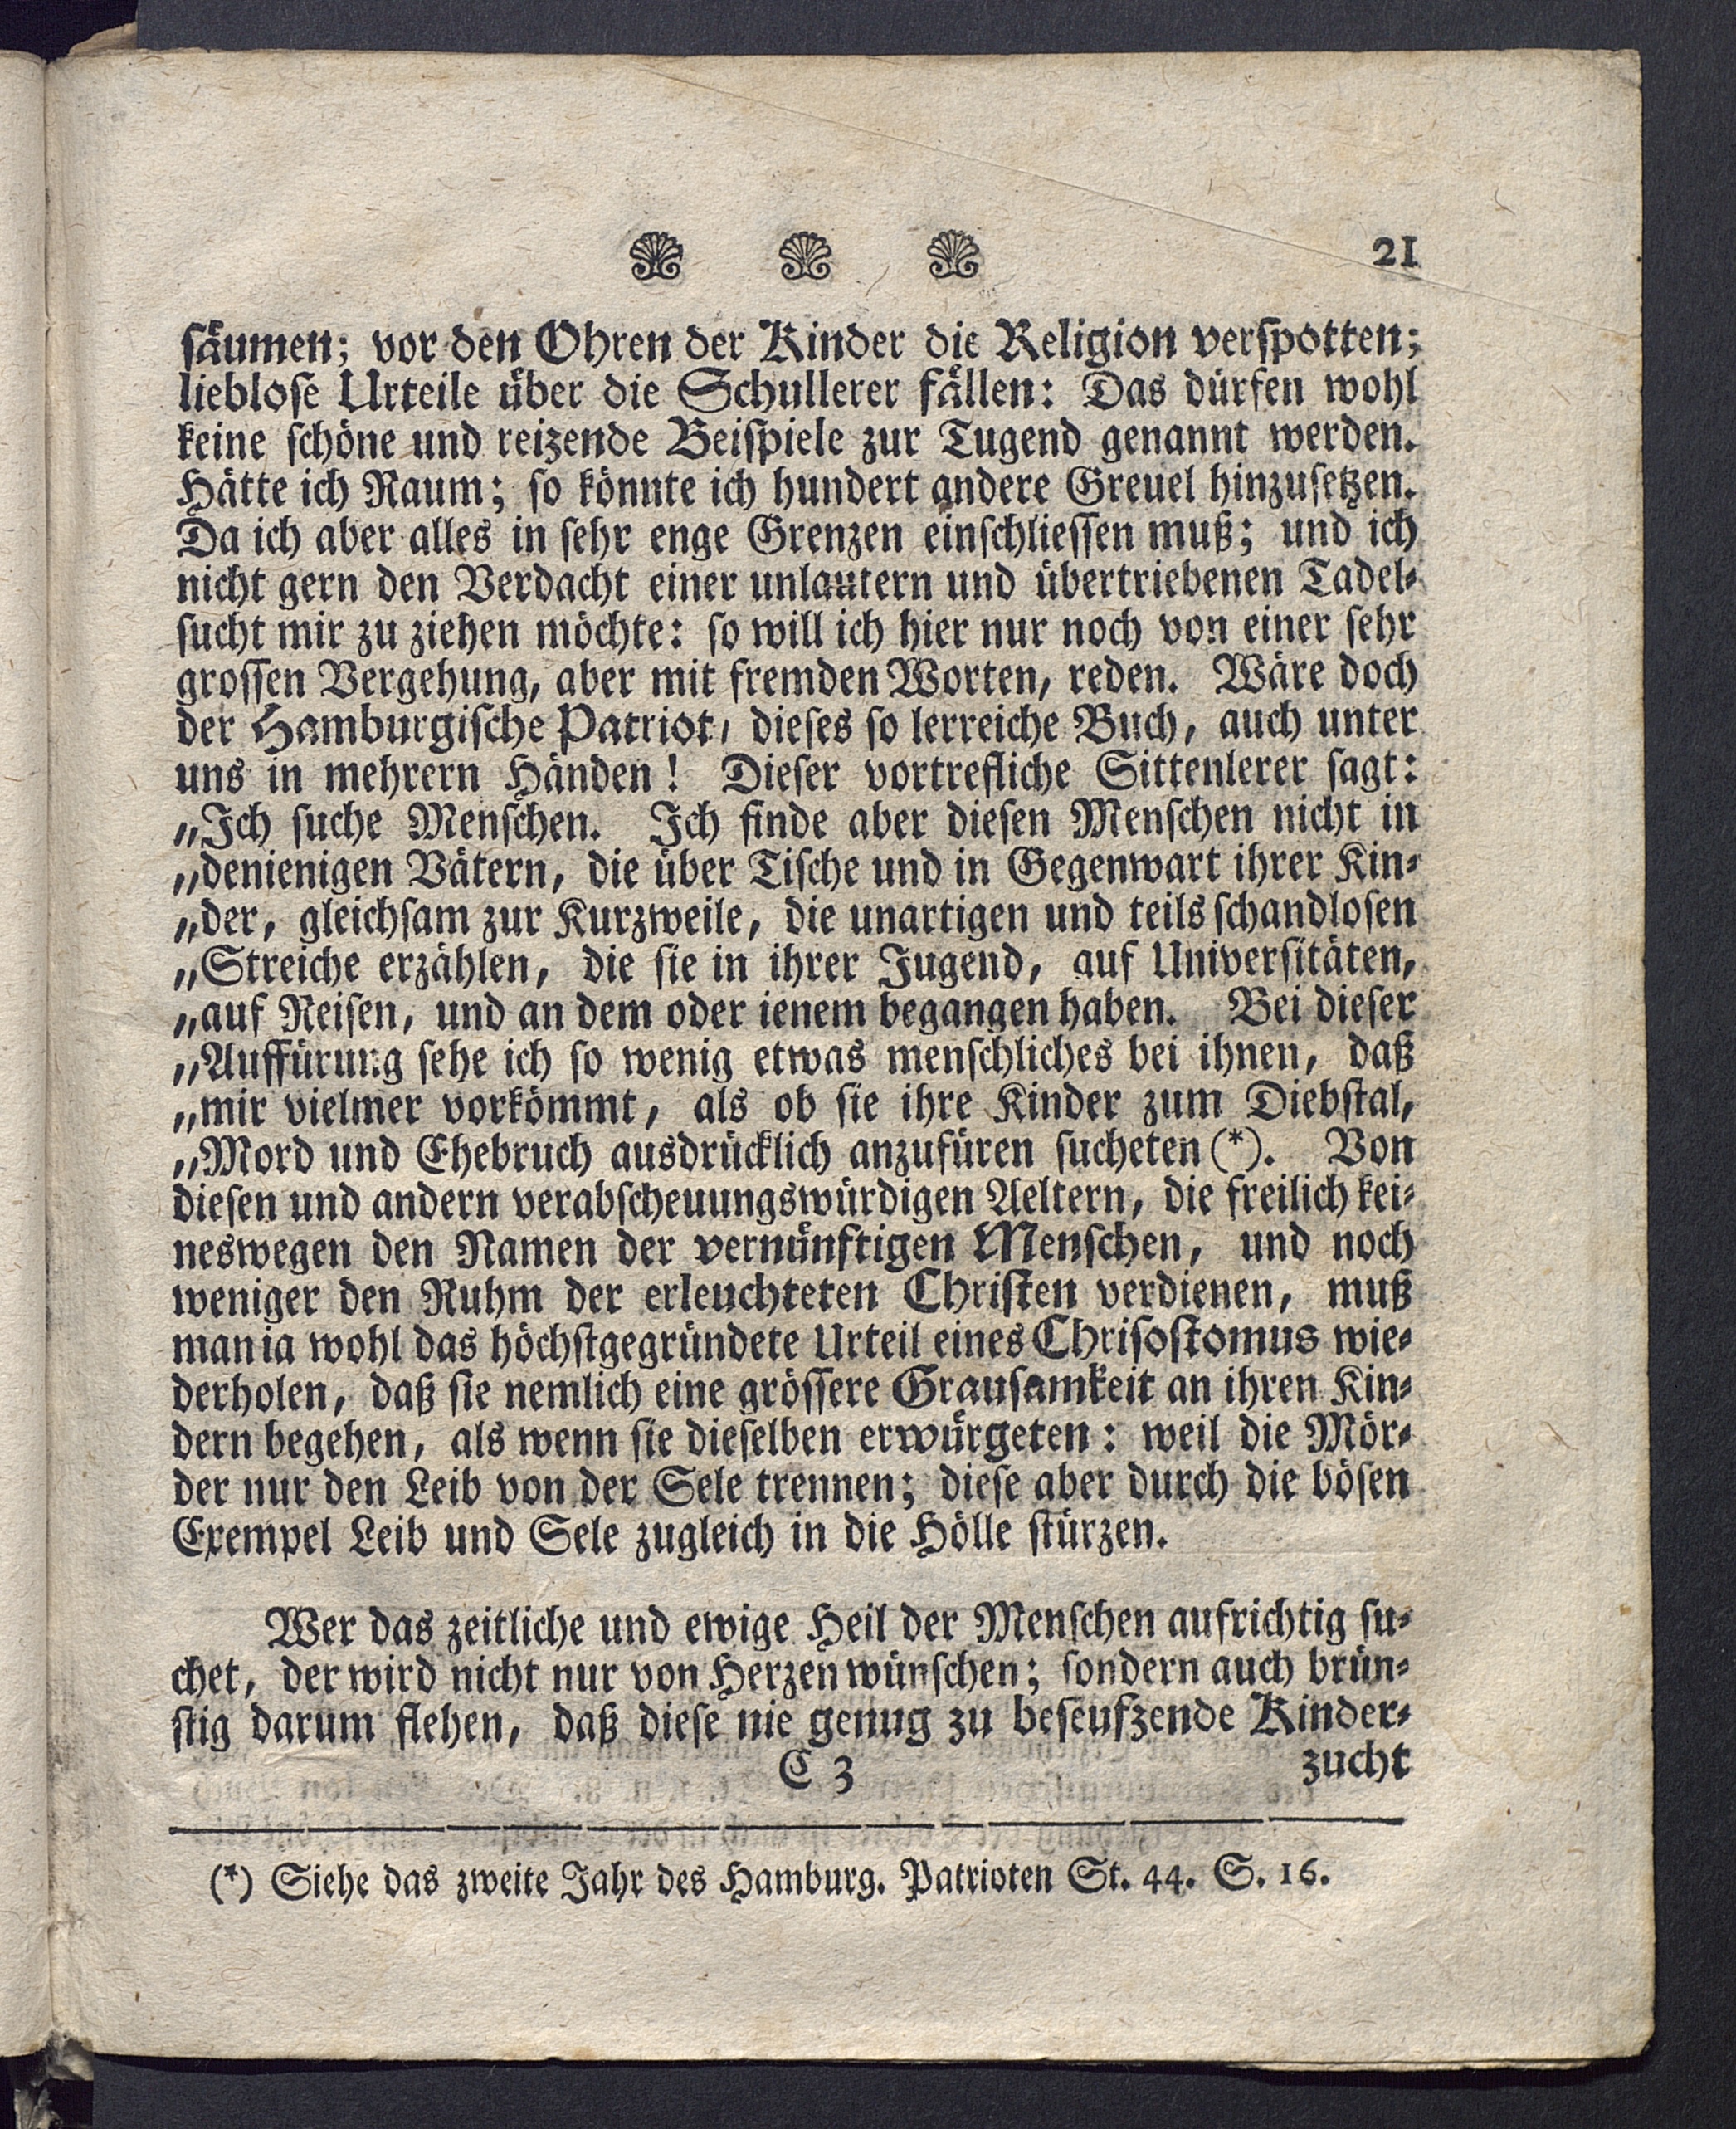 21
säumen; vor den Ohren der Kinder die Religion verspotten;
lieblose Urteile über die Schullerer fällen: Das dürfen wohl
keine schöne und reizende Beispiele zur Tugend genannt werden.
Hätte ich Raum; so könnte ich hundert andere Greuel hinzusetzen.
Da ich aber alles in sehr enge Grenzen einschliessen muß; und ich
nicht gern den Verdacht einer unlautern und übertriebenen Tadel-
sucht mir zu ziehen möchte: so will ich hier nur noch von einer sehr
grossen Vergehung, aber mit fremden Worten, reden. Wäre doch
der Hamburgische Patriot, dieses so lerreiche Buch, auch unter
uns in mehrern Händen! Dieser vortrefliche Sittenlerer sagt:
„Ich suche Menschen. Ich finde aber diesen Menschen nicht in
„denienigen Vätern, die über Tische und in Gegenwart ihrer Kin-
„der, gleichsam zur Kurzweile, die unartigen und teils schandlosen
„Streiche erzählen, die sie in ihrer Jugend, auf Universitäten,
„auf Reisen, und an dem oder ienem begangen haben. Bei dieser
„Auffürung sehe ich so wenig etwas menschliches bei ihnen, daß
„mir vielmer vorkömmt, als ob sie ihre Kinder zum Diebstal,
„Mord und Ehebruch ausdrücklich anzufüren sucheten (*). Von
diesen und andern verabscheuungswürdigen Aeltern, die freilich kei-
neswegen den Namen der vernünftigen Menschen, und noch
weniger den Ruhm der erleuchteten Christen verdienen, muß
man ia wohl das höchstgegründete Urteil eines Chrisostomus wie-
derholen, daß sie nemlich eine grössere Grausamkeit an ihren Kin-
dern begehen, als wenn sie dieselben erwürgeten: weil die Mör-
der nur den Leib von der Sele trennen; diese aber durch die bösen
Exempel Leib und Sele zugleich in die Hölle stürzen.
Wer das zeitliche und ewige Heil der Menschen aufrichtig su-
chet, der wird nicht nur von Herzen wünschen; sondern auch brün-
stig darum flehen, daß diese nie genug zu beseufzende Kinder-
C 3 zucht
(*) Siehe das zweite Jahr des Hamburg. Patrioten St. 44. S. 16.